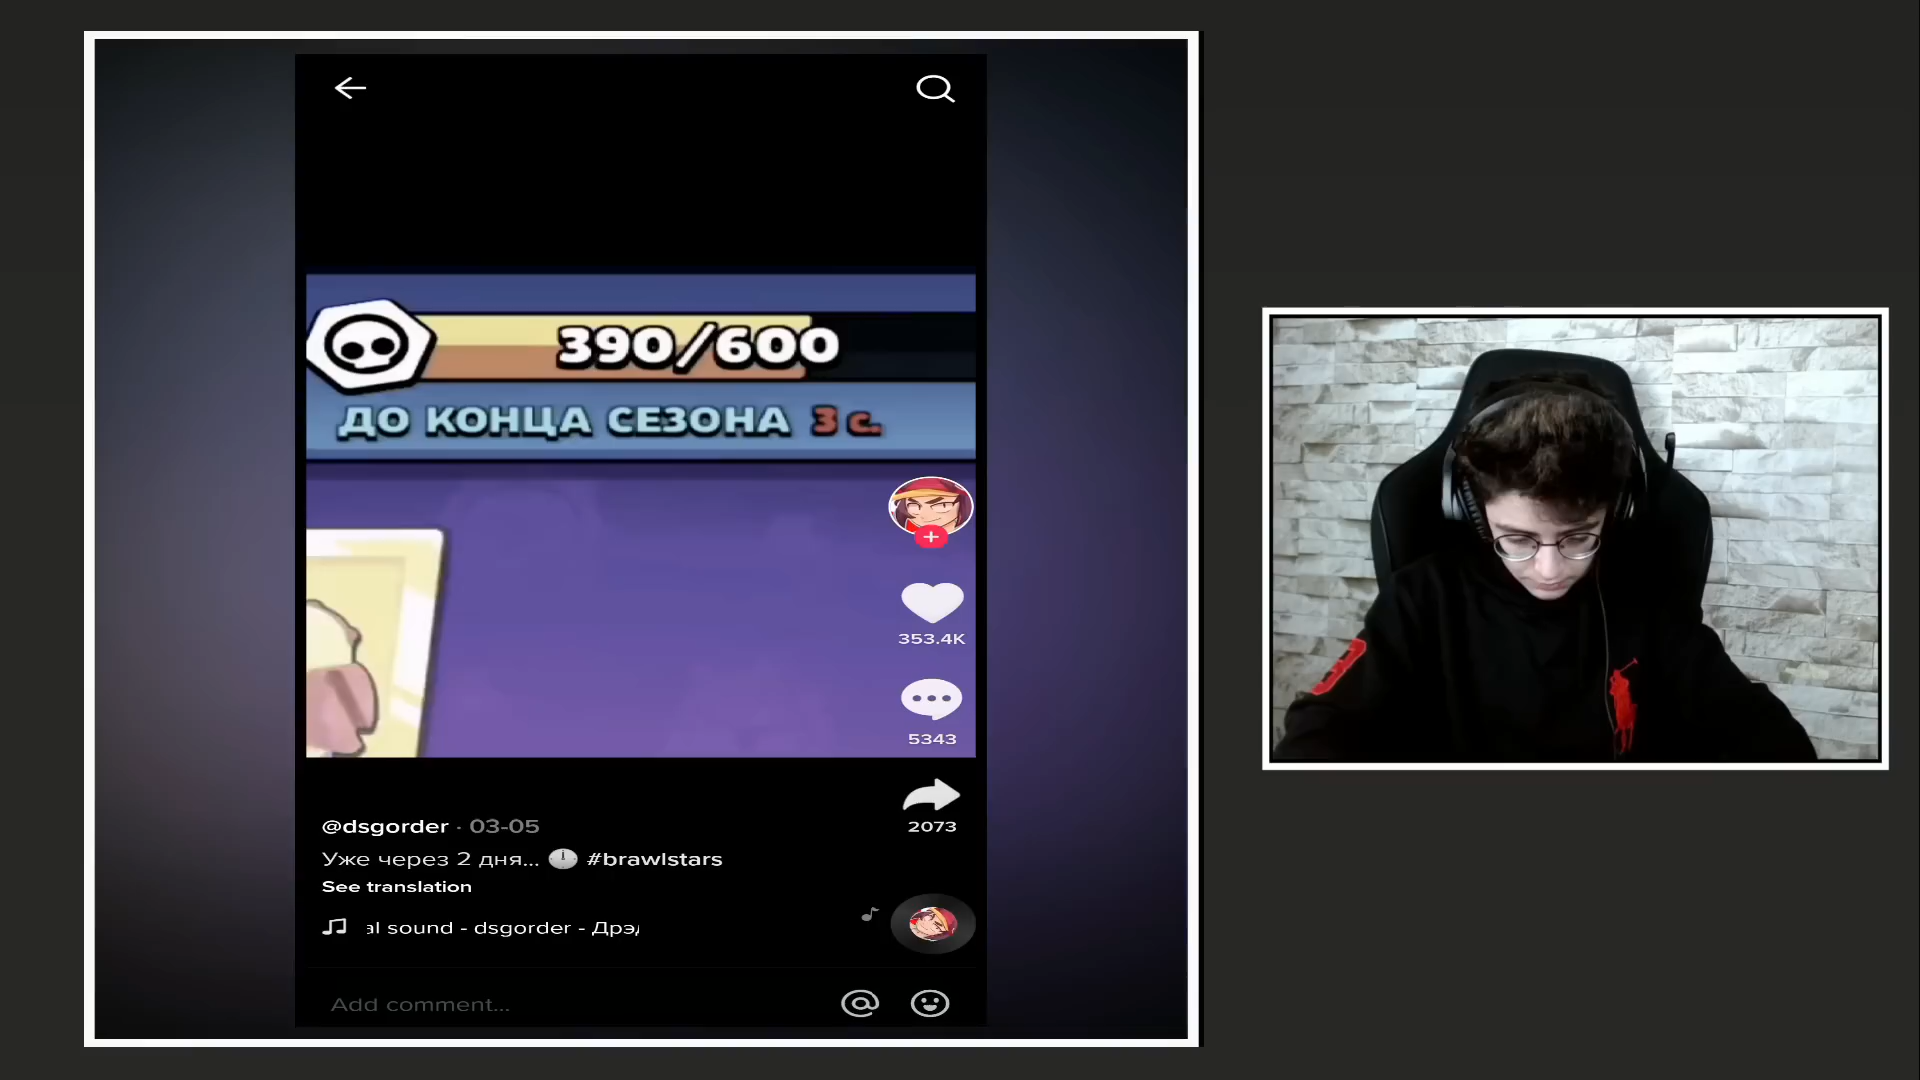 390/600
ДО КОНЦА СЕЗОНА 3 с.
353.4K
5343
2073
@dsgorder · 03-05
Уже через 2 дня... #brawlstars
See translation
al sound - dsgorder - Дрэд
Add comment...